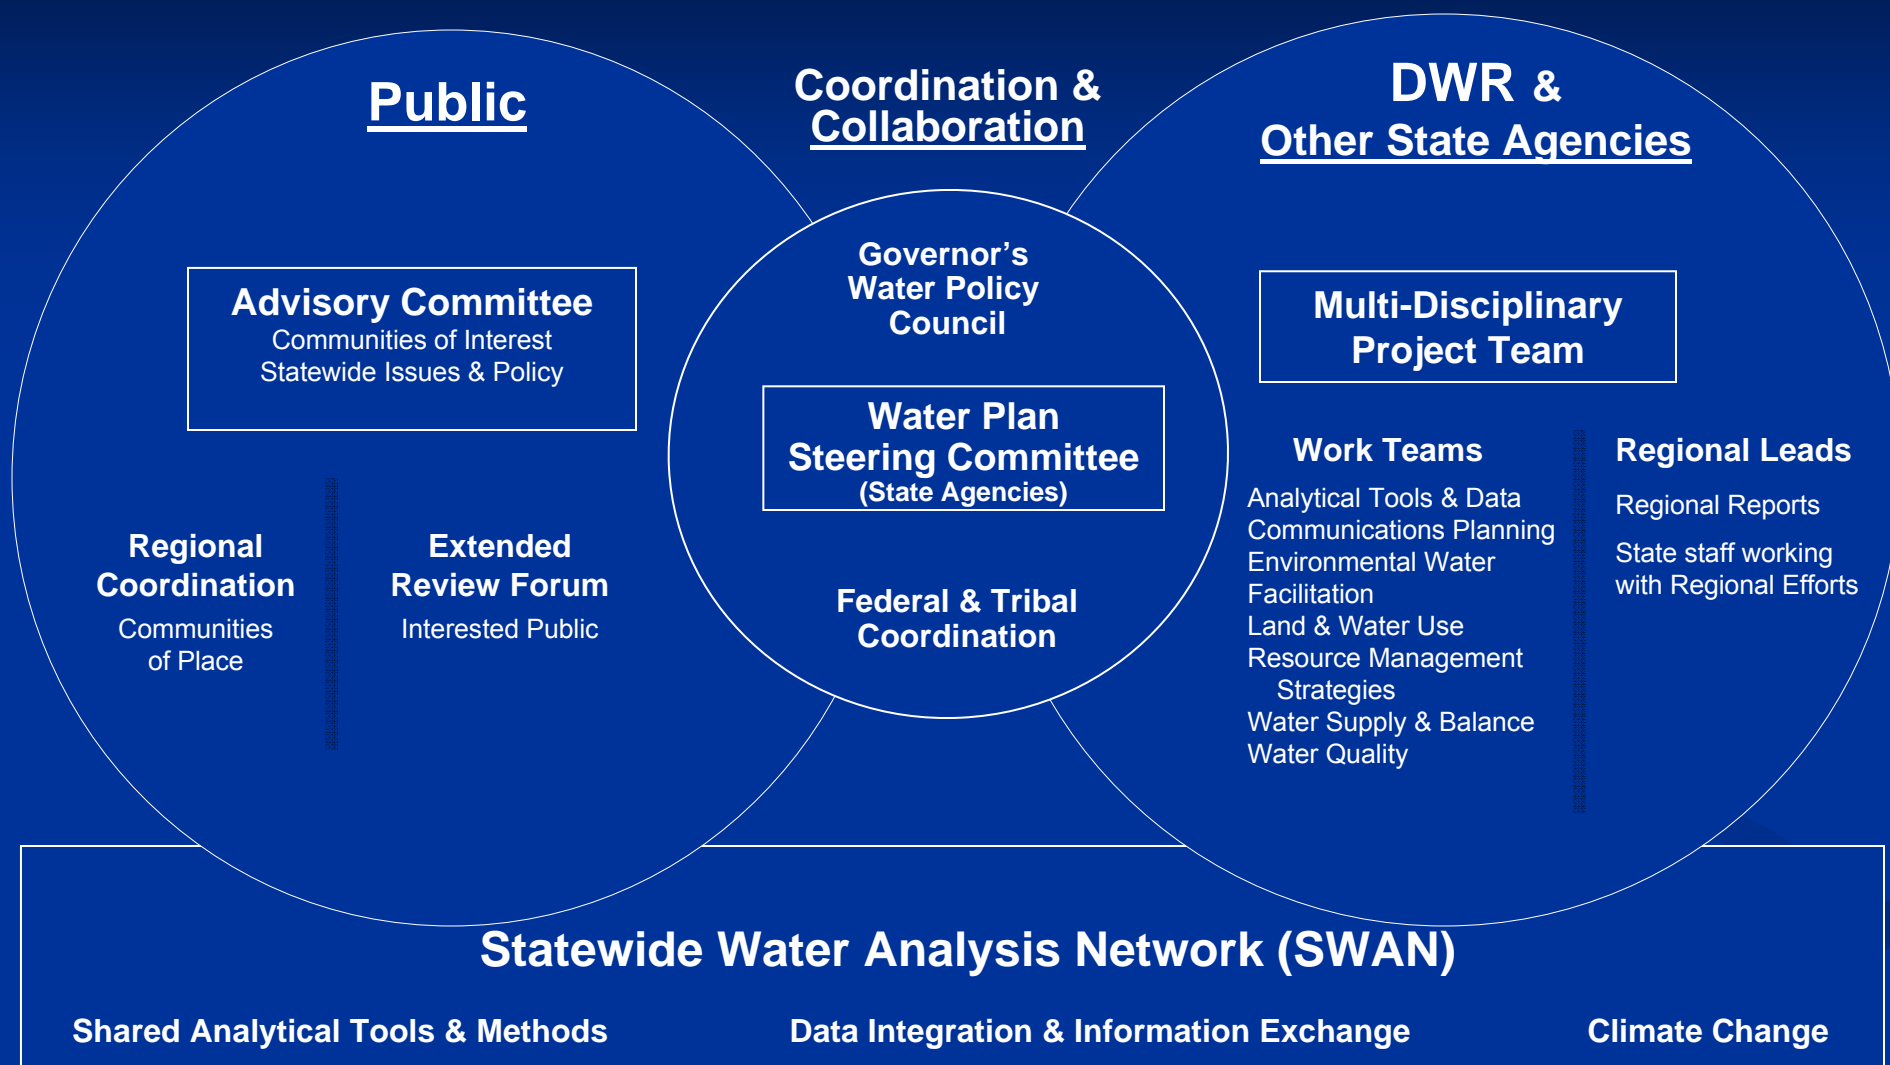 Public
Advisory Committee
Communities of Interest
Statewide Issues & Policy
Regional
Coordination
Communities
of Place
Extended
Review Forum
Interested Public
Coordination &
Collaboration
Governor’s
Water Policy
Council
Water Plan
Steering Committee
(State Agencies)
Federal & Tribal
Coordination
DWR &
Other State Agencies
Multi-Disciplinary
Project Team
Work Teams
Analytical Tools & Data
Communications Planning
Environmental Water
Facilitation
Land & Water Use
Resource Management
Strategies
Water Supply & Balance
Water Quality
Regional Leads
Regional Reports
State staff working
with Regional Efforts
Statewide Water Analysis Network (SWAN)
Shared Analytical Tools & Methods
Data Integration & Information Exchange
Climate Change